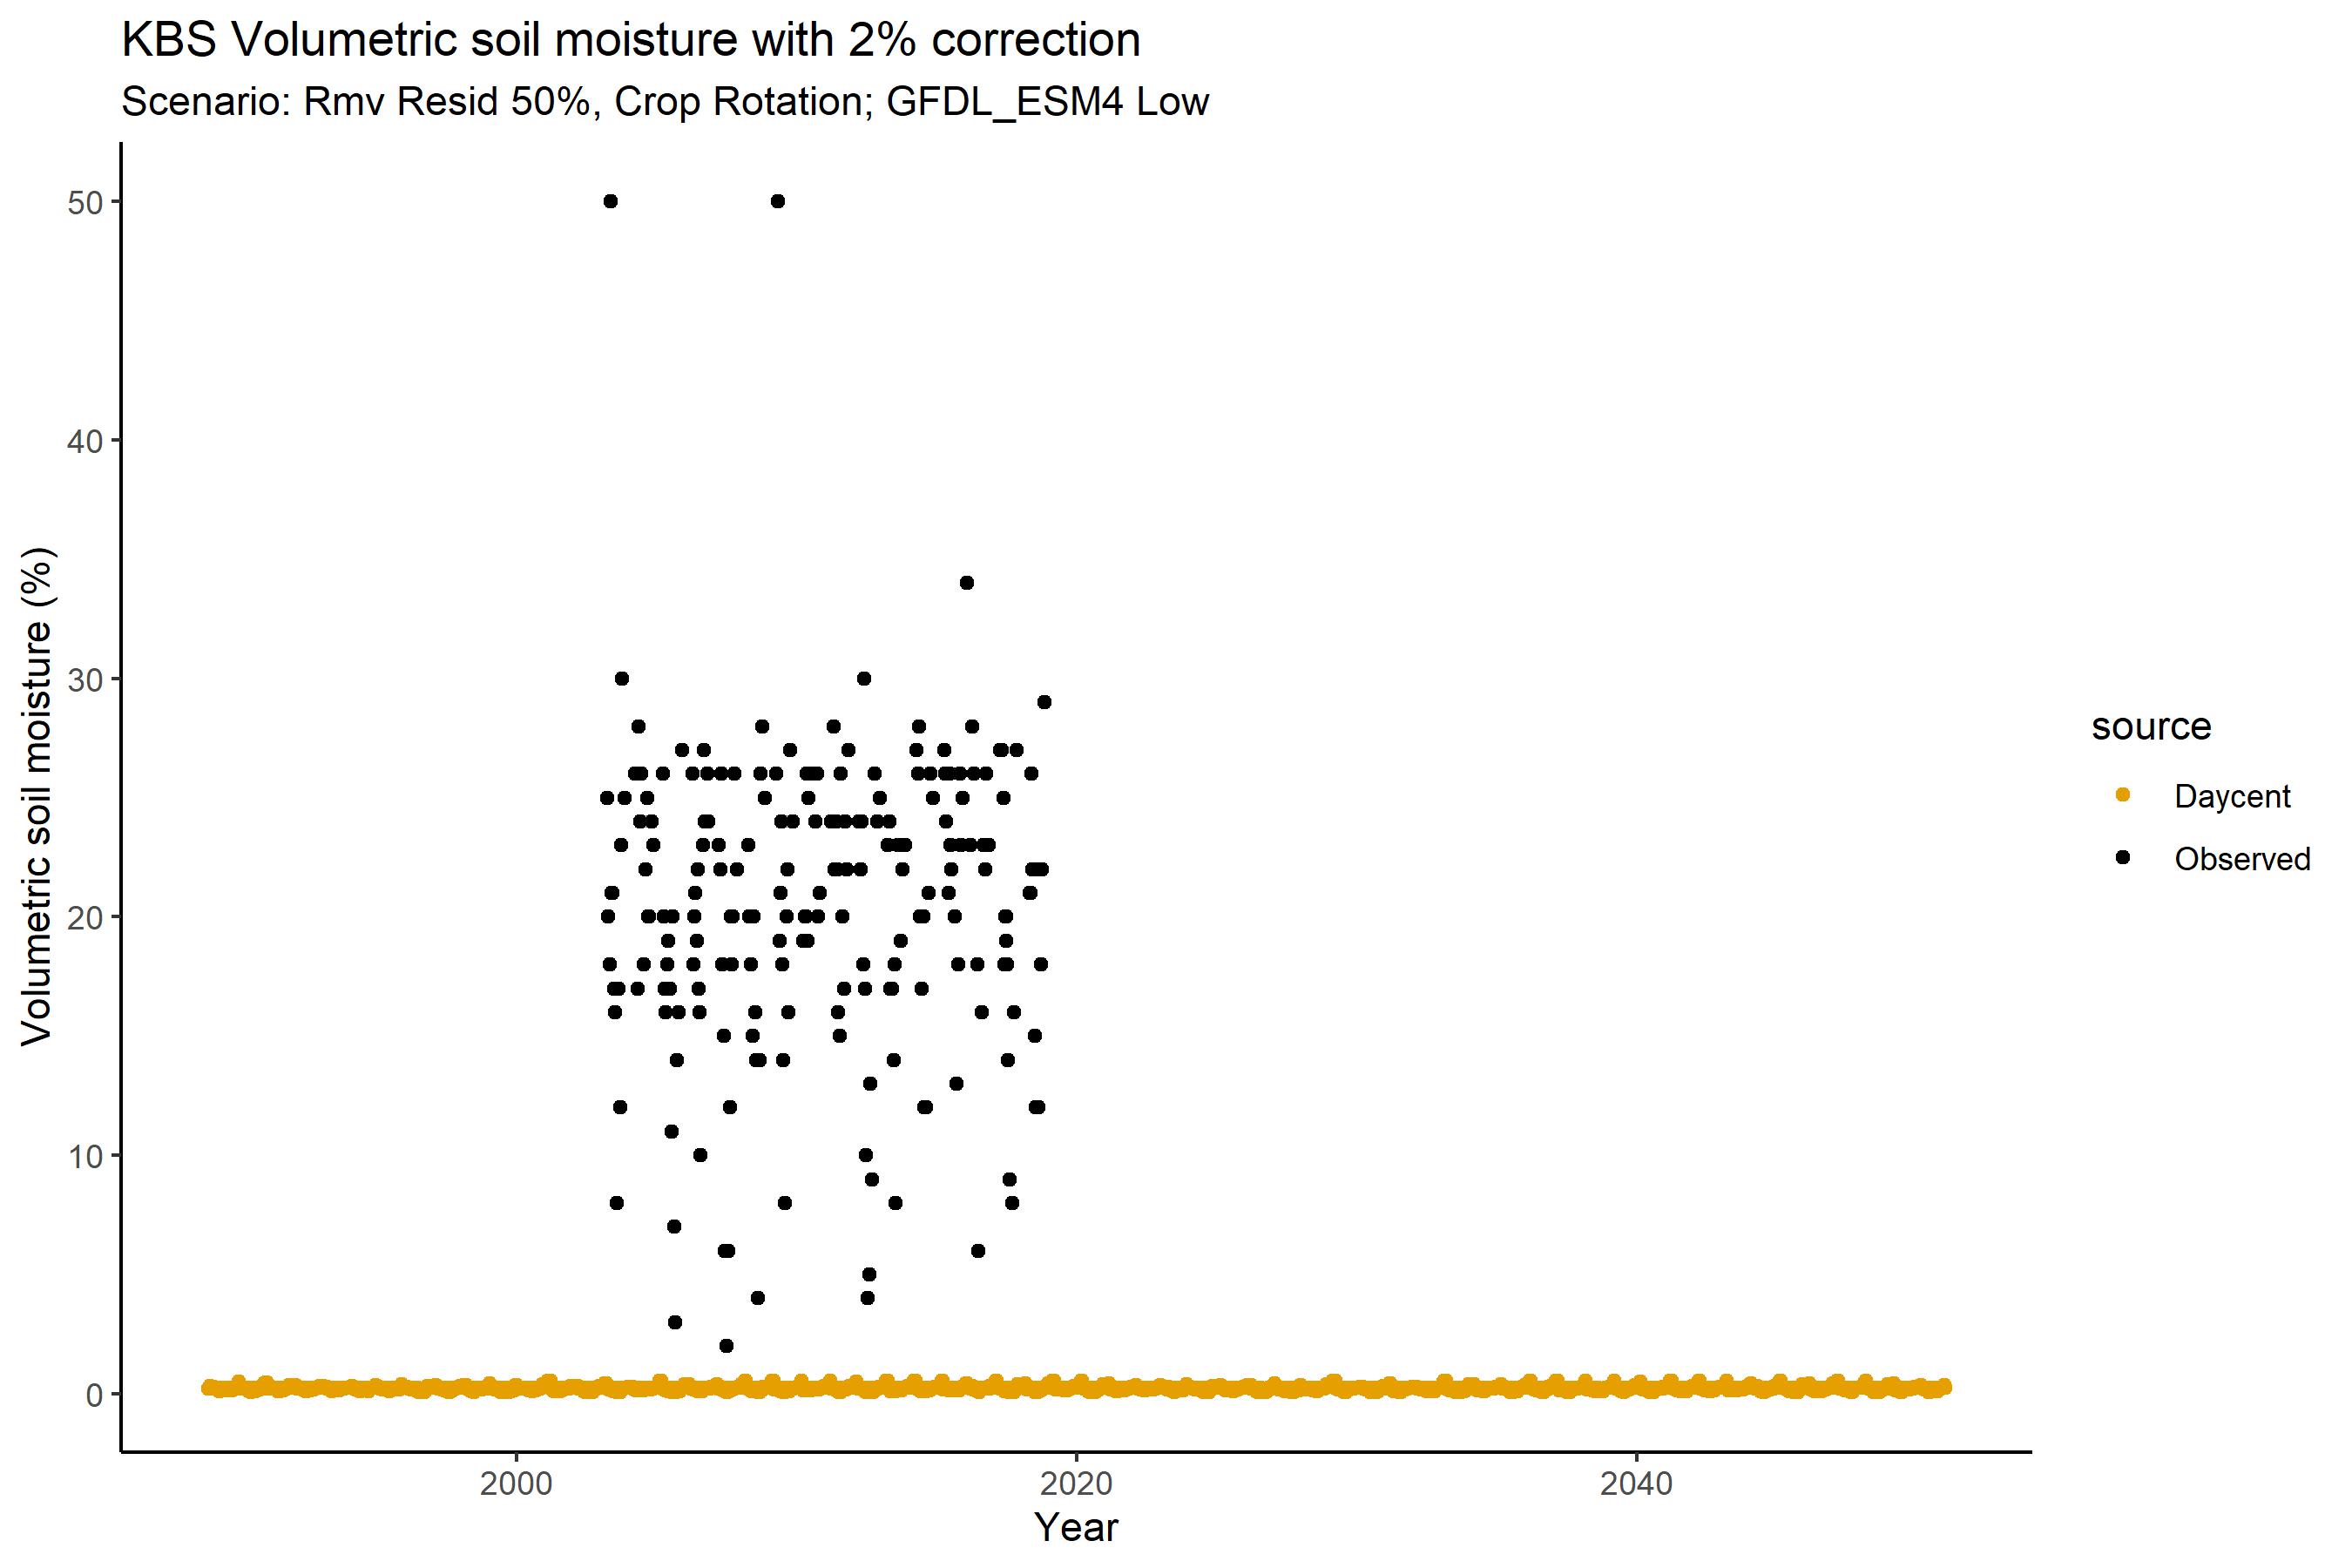 KBS Volumetric soil moisture with 2% correction
Scenario: Rmv Resid 50%, Crop Rotation; GFDL_ESM4 Low
50
40
30
20
10
0
Volumetric soil moisture (%)
2000
2020
2040
Year
source
Daycent
Observed